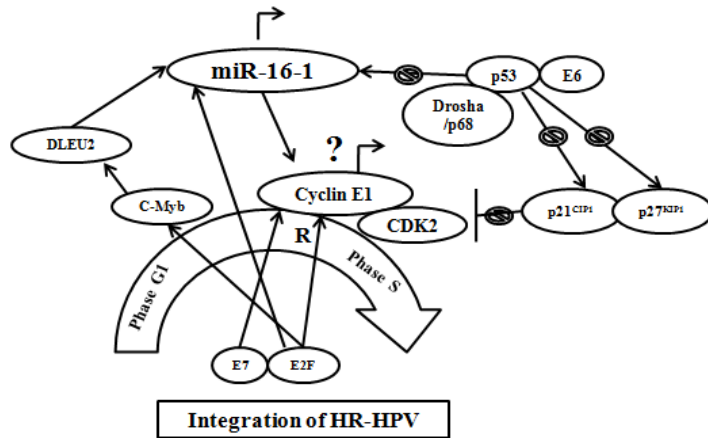 miR-16-1
p53
E6
Drosha
/p68
DLEU2
?
Cyclin E1
C-Myb
CDK2
p21CIP1
p27KIP1
R
Phase G1
Phase S
E7
E2F
Integration of HR-HPV